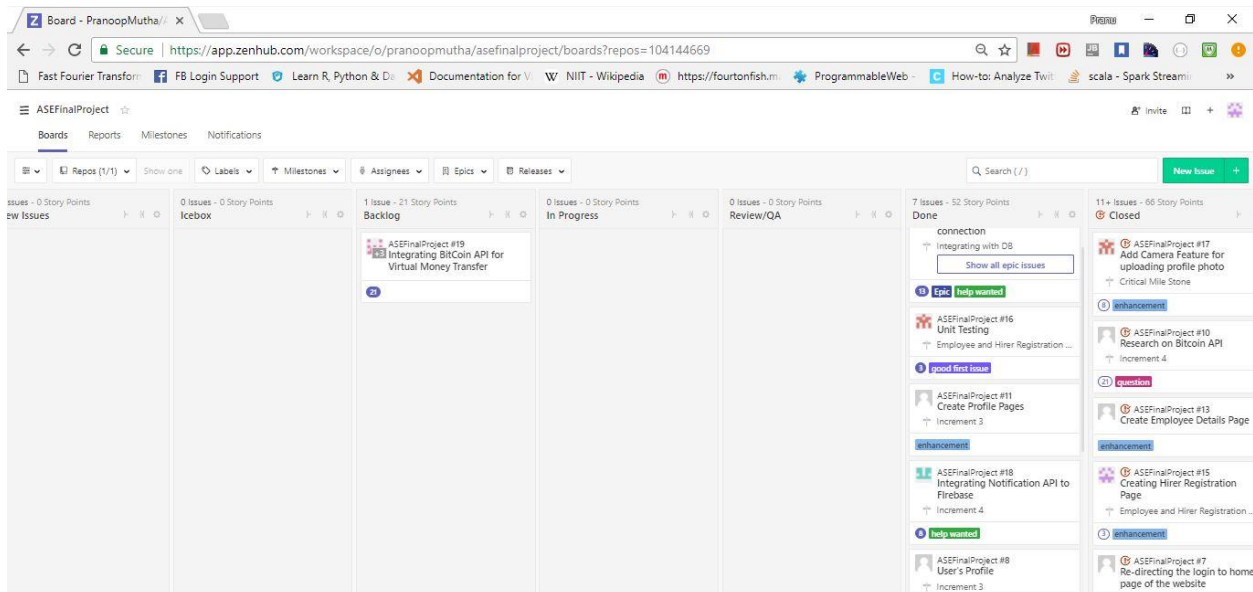 Board - PranoopMutha/
Pranu
Secure | https://app.zenhub.com/workspace/o/pranoopmutha/asefinalproject/boards?repos=104144669
Fast Fourier Transform FB Login Support Learn R, Python & Da Documentation for V NIIT - Wikipedia https://fourtonfish.m ProgrammableWeb - How-to: Analyze Twit scala - Spark Streami »
ASEFinalProject
Invite
Boards Reports Milestones Notifications
Repos (1/1) Show one Labels Milestones Assignees Epics Releases Search ( / ) New Issue +
ssues - 0 Story Points
ew Issues
0 Issues - 0 Story Points
Icebox
1 Issue - 21 Story Points
Backlog
ASEFinalProject #19
Integrating BitCoin API for
Virtual Money Transfer
21
0 Issues - 0 Story Points
In Progress
0 Issues - 0 Story Points
Review/QA
7 Issues - 52 Story Points
Done
connection
Integrating with DB
Show all epic issues
13 Epic help wanted
ASEFinalProject #16
Unit Testing
Employee and Hirer Registration ...
3 good first issue
ASEFinalProject #11
Create Profile Pages
Increment 3
enhancement
ASEFinalProject #18
Integrating Notification API to
Firebase
Increment 4
8 help wanted
ASEFinalProject #8
User's Profile
Increment 3
11+ Issues - 66 Story Points
Closed
ASEFinalProject #17
Add Camera Feature for
uploading profile photo
Critical Mile Stone
8 enhancement
ASEFinalProject #10
Research on Bitcoin API
Increment 4
21 question
ASEFinalProject #13
Create Employee Details Page
enhancement
ASEFinalProject #15
Creating Hirer Registration
Page
Employee and Hirer Registration ...
3 enhancement
ASEFinalProject #7
Re-directing the login to home
page of the website